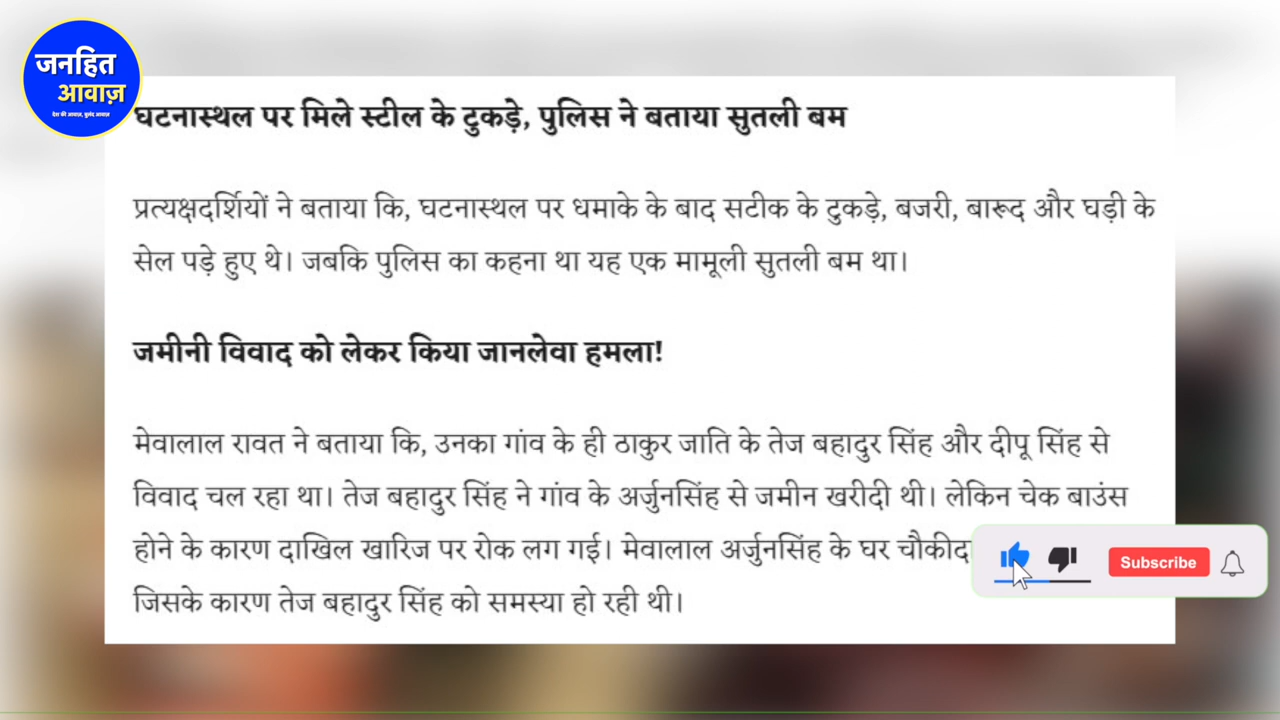 जनहित
आवाज़
देश की आवाज़, बुलंद आवाज़
घटनास्थल पर मिले स्टील के टुकड़े, पुलिस ने बताया सुतली बम
प्रत्यक्षदर्शियों ने बताया कि, घटनास्थल पर धमाके के बाद सटीक के टुकड़े, बजरी, बारूद और घड़ी के
सेल पड़े हुए थे। जबकि पुलिस का कहना था यह एक मामूली सुतली बम था।
जमीनी विवाद को लेकर किया जानलेवा हमला!
मेवालाल रावत ने बताया कि, उनका गांव के ही ठाकुर जाति के तेज बहादुर सिंह और दीपू सिंह से
विवाद चल रहा था। तेज बहादुर सिंह ने गांव के अर्जुनसिंह से जमीन खरीदी थी। लेकिन चेक बाउंस
होने के कारण दाखिल खारिज पर रोक लग गई। मेवालाल अर्जुनसिंह के घर
जिसके कारण तेज बहादुर सिंह को समस्या हो रही थी।
Subscribe